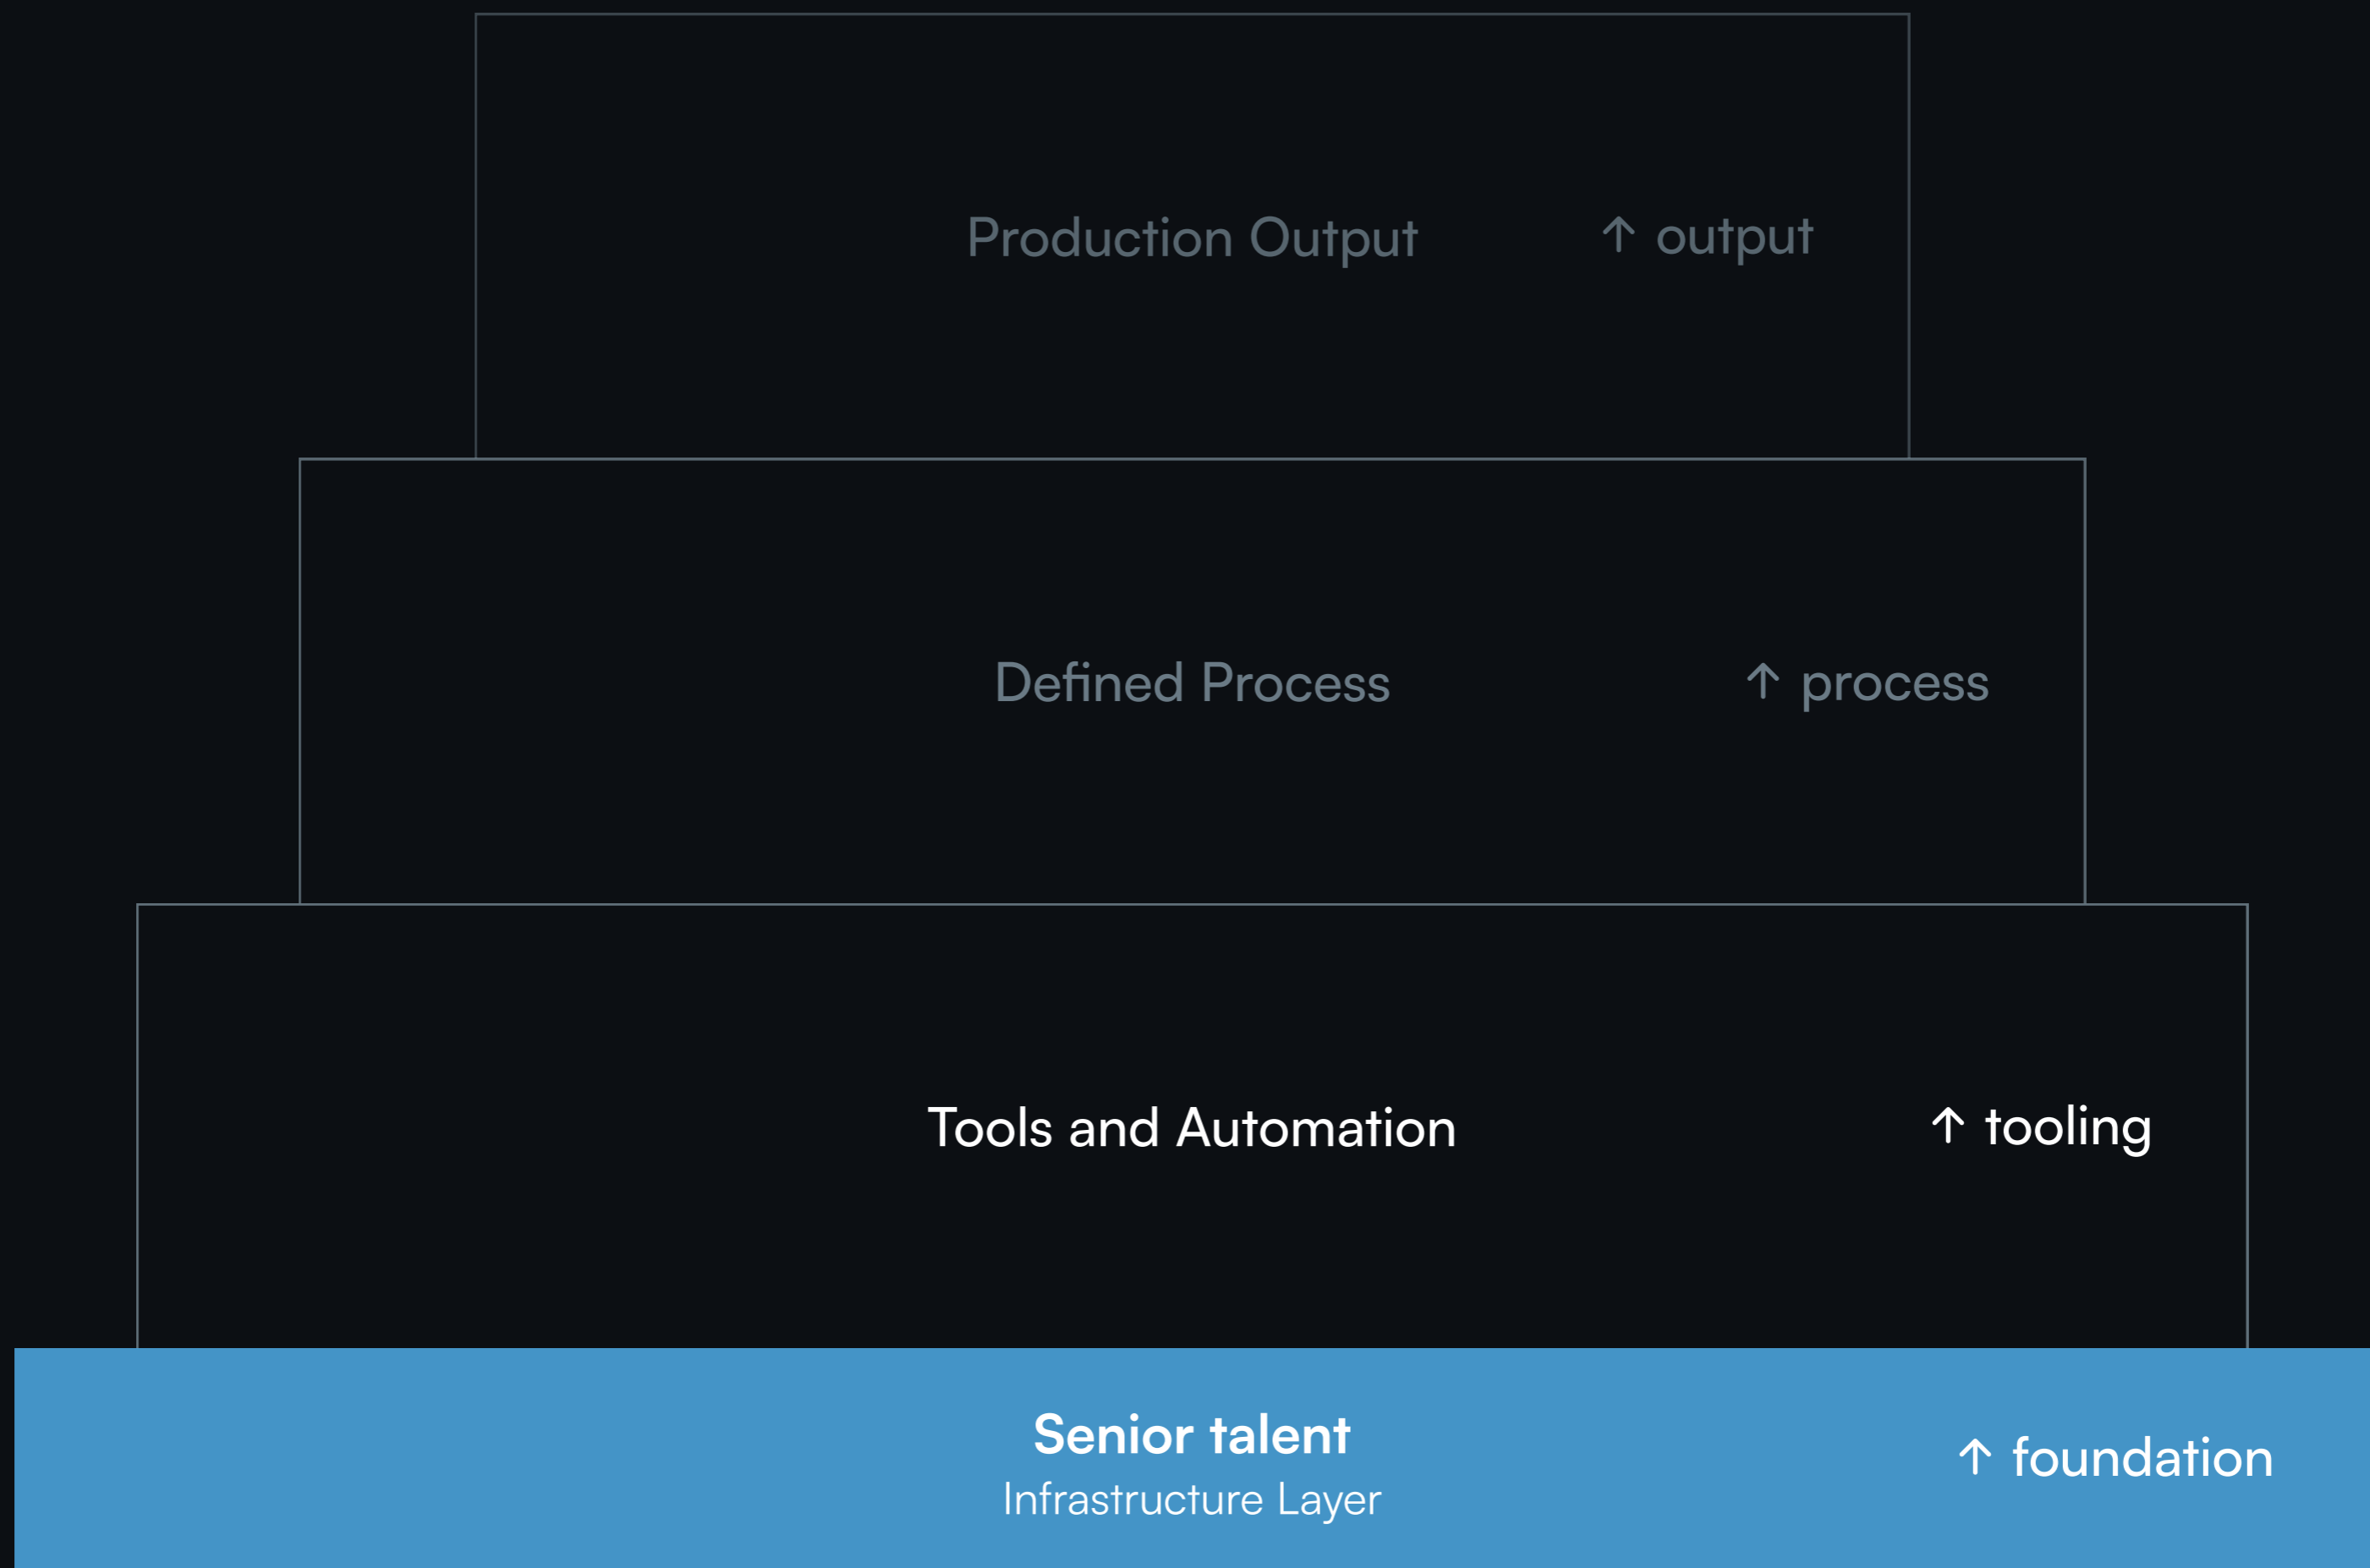 Production Output ↑ output
Defined Process ↑ process
Tools and Automation ↑ tooling
Senior talent
Infrastructure Layer
↑ foundation